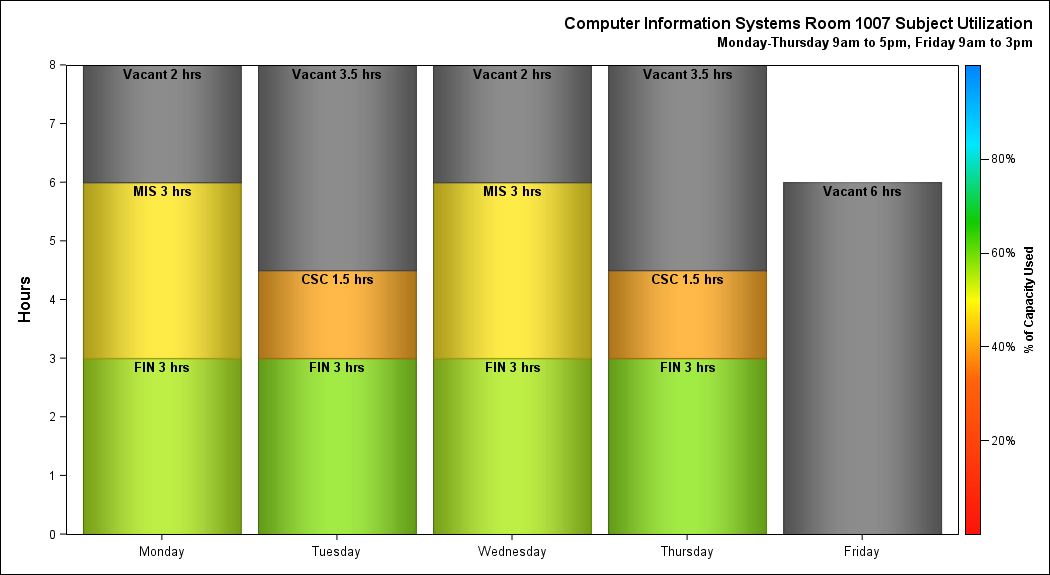 Computer Information Systems Room 1007 Subject Utilization
Monday-Thursday 9am to 5pm, Friday 9am to 3pm
Hours
8
7
6
5
4
3
2
1
0
Vacant 2 hrs
MIS 3 hrs
FIN 3 hrs
Vacant 3.5 hrs
CSC 1.5 hrs
FIN 3 hrs
Vacant 2 hrs
MIS 3 hrs
FIN 3 hrs
Vacant 3.5 hrs
CSC 1.5 hrs
FIN 3 hrs
Vacant 6 hrs
Monday
Tuesday
Wednesday
Thursday
Friday
80%
60%
40%
20%
% of Capacity Used